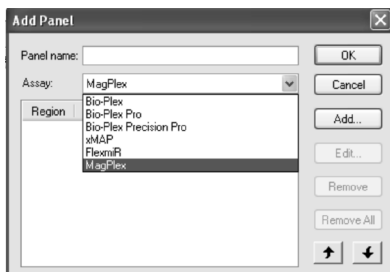 Add Panel
Panel name:
OK
Assay:
MagPlex
Cancel
Region
Bio-Plex
Bio-Plex Pro
Bio-Plex Precision Pro
xMAP
FlexmiR
MagPlex
Add...
Edit...
Remove
Remove All